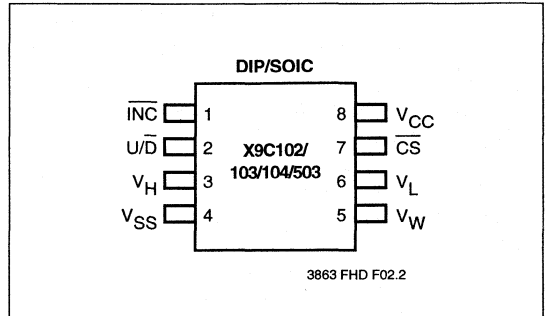 DIP/SOIC
INC 1 8 VCC
U/D 2 X9C102/ 7 CS
103/104/503
VH 3 6 VL
VSS 4 5 VW
3863 FHD F02.2